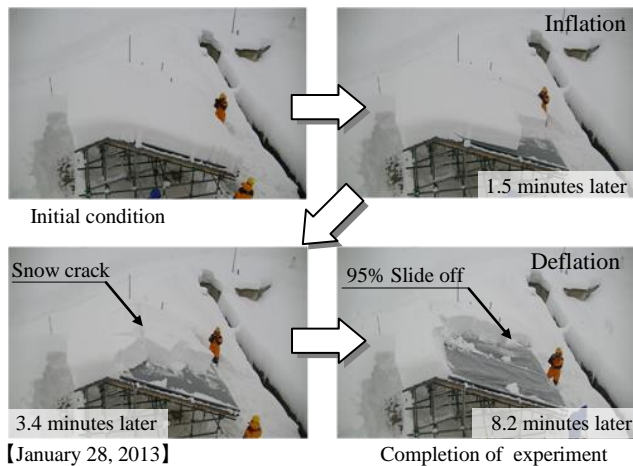 Inflation
1.5 minutes later
Initial condition
Snow crack
95% Slide off
Deflation
3.4 minutes later
8.2 minutes later
【January 28, 2013】
Completion of experiment